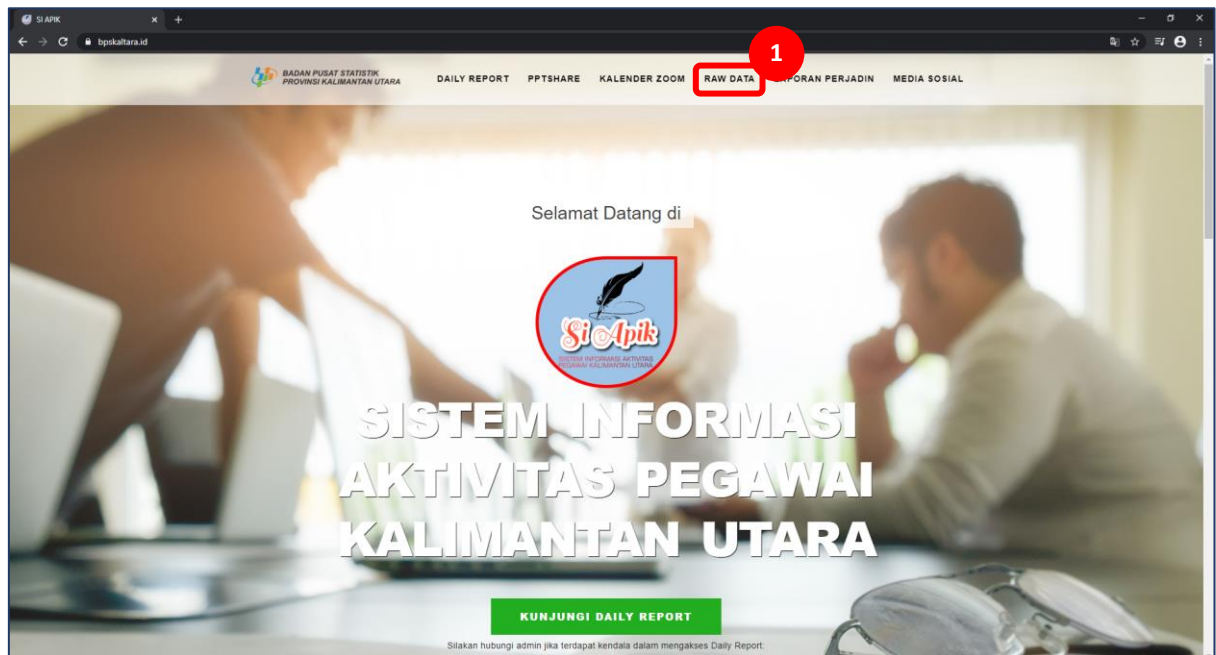 SI APIK
bpskaltara.id
BADAN PUSAT STATISTIK
PROVINSI KALIMANTAN UTARA
DAILY REPORT PPTSHARE KALENDER ZOOM RAW DATA PORAN PERJADIN MEDIA SOSIAL
1
Selamat Datang di
Si Apik
SISTEM INFORMASI AKTIVITAS
PEGAWAI KALIMANTAN UTARA
SISTEM INFORMASI
AKTIVITAS PEGAWAI
KALIMANTAN UTARA
KUNJUNGI DAILY REPORT
Silakan hubungi admin jika terdapat kendala dalam mengakses Daily Report: